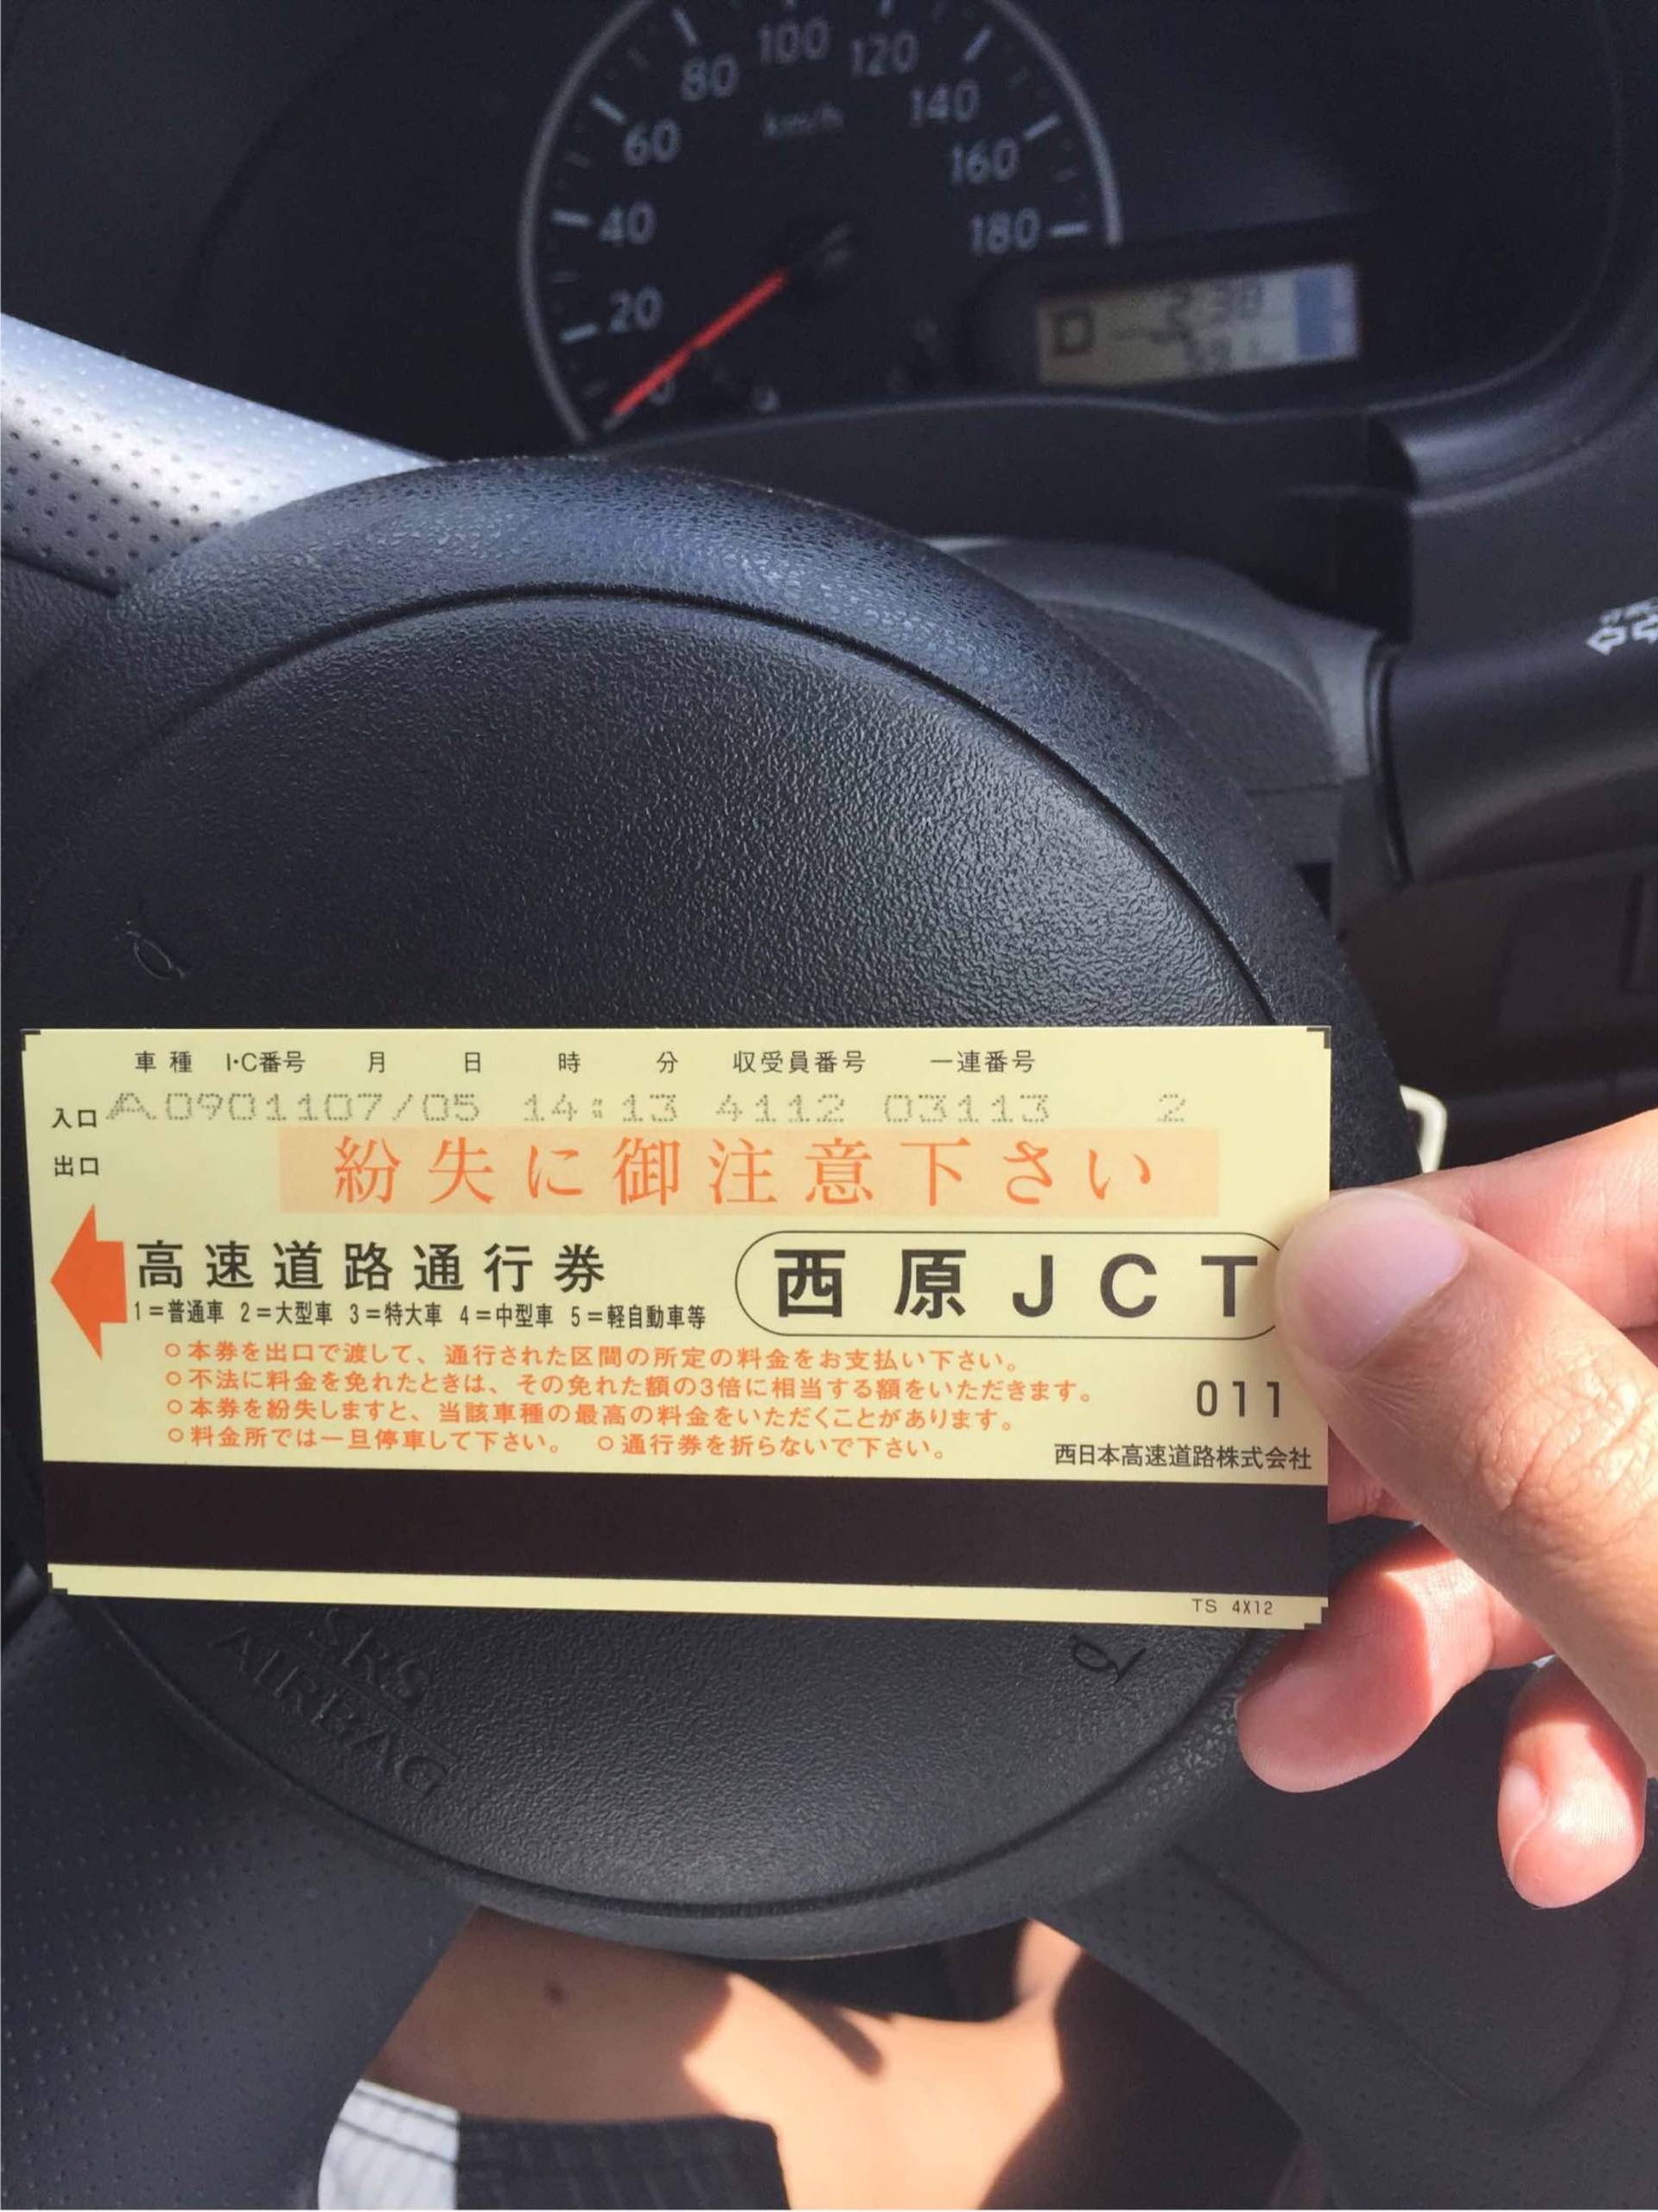 100
80
120
km/h
140
60
160
40
180
20
0
車種 I・C番号 月 日 時 分 収受員番号 一連番号
入口 A0901107/05 14:13 4112 03113 2
出口 紛失に御注意下さい
高速道路通行券
西原JCT
1=普通車 2=大型車 3=特大車 4=中型車 5=軽自動車等
○本券を出口で渡して、通行された区間の所定の料金をお支払い下さい。
○不法に料金を免れたときは、その免れた額の3倍に相当する額をいただきます。
○本券を紛失しますと、当該車種の最高の料金をいただくことがあります。
○料金所では一旦停車して下さい。 ○通行券を折らないで下さい。
011
西日本高速道路株式会社
TS 4X12
SRS
AIRBAG